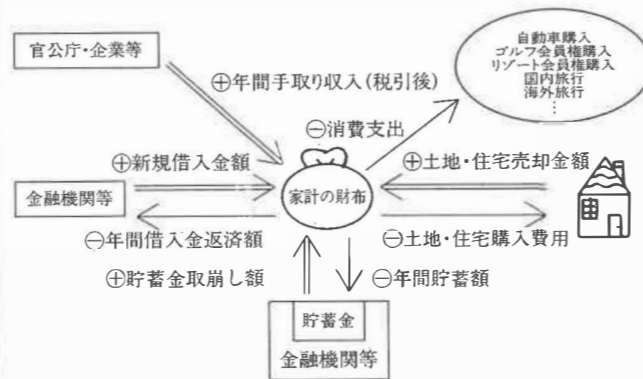 官公庁・企業等
自動車購入
ゴルフ会員権購入
リゾート会員権購入
国内旅行
海外旅行
⋮
⊕年間手取り収入(税引後)
⊖消費支出
⊕新規借入金額
⊕土地・住宅売却金額
金融機関等
家計の財布
⊖年間借入金返済額
⊖土地・住宅購入費用
⊕貯蓄金取崩し額
⊖年間貯蓄額
貯蓄金
金融機関等